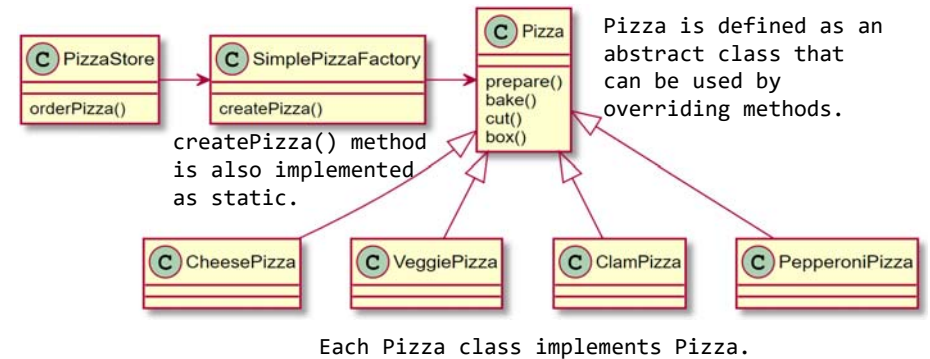 C PizzaStore
orderPizza()
C SimplePizzaFactory
createPizza()
C Pizza
prepare()
bake()
cut()
box()
Pizza is defined as an
abstract class that
can be used by
overriding methods.
createPizza() method
is also implemented
as static.
C CheesePizza
C VeggiePizza
C ClamPizza
C PepperoniPizza
Each Pizza class implements Pizza.